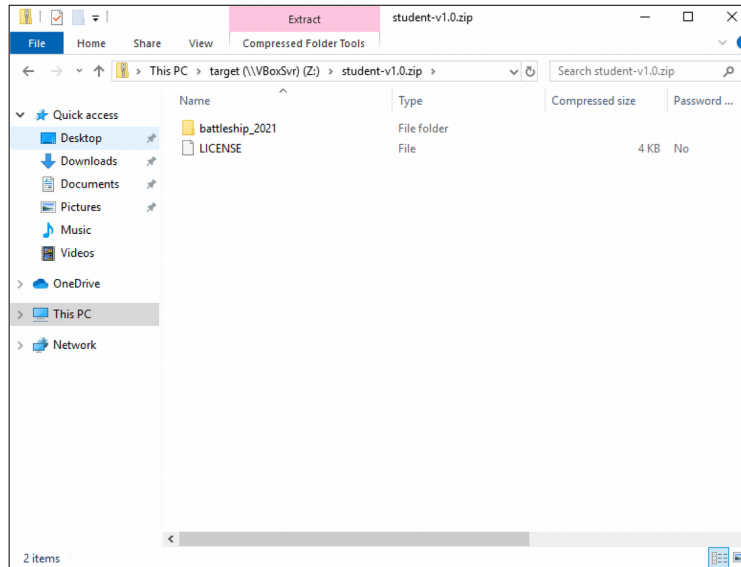 Extract student-v1.0.zip
File Home Share View Compressed Folder Tools
This PC > target (\\VBoxSvr) (Z:) > student-v1.0.zip > Search student-v1.0.zip
Name Type Compressed size Password ...
Quick access
Desktop
Downloads
Documents
Pictures
Music
Videos
OneDrive
This PC
Network
battleship_2021 File folder
LICENSE File 4 KB No
2 items